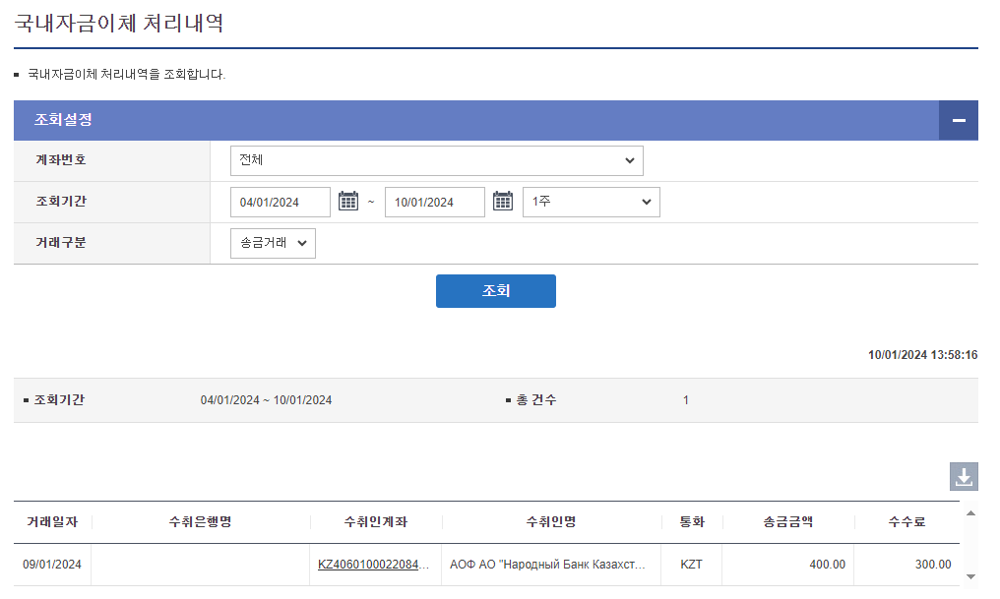 국내자금이체 처리내역
국내자금이체 처리내역을 조회합니다.
조회설정
계좌번호 전체
조회기간 04/01/2024 ~ 10/01/2024 1주
거래구분 송금거래
조회
10/01/2024 13:58:16
조회기간 04/01/2024 ~ 10/01/2024 총 건수 1
거래일자 수취은행명 수취인계좌 수취인명 통화 송금금액 수수료
09/01/2024 KZ4060100022084... АОФ АО "Народный Банк Казахст... KZT 400.00 300.00